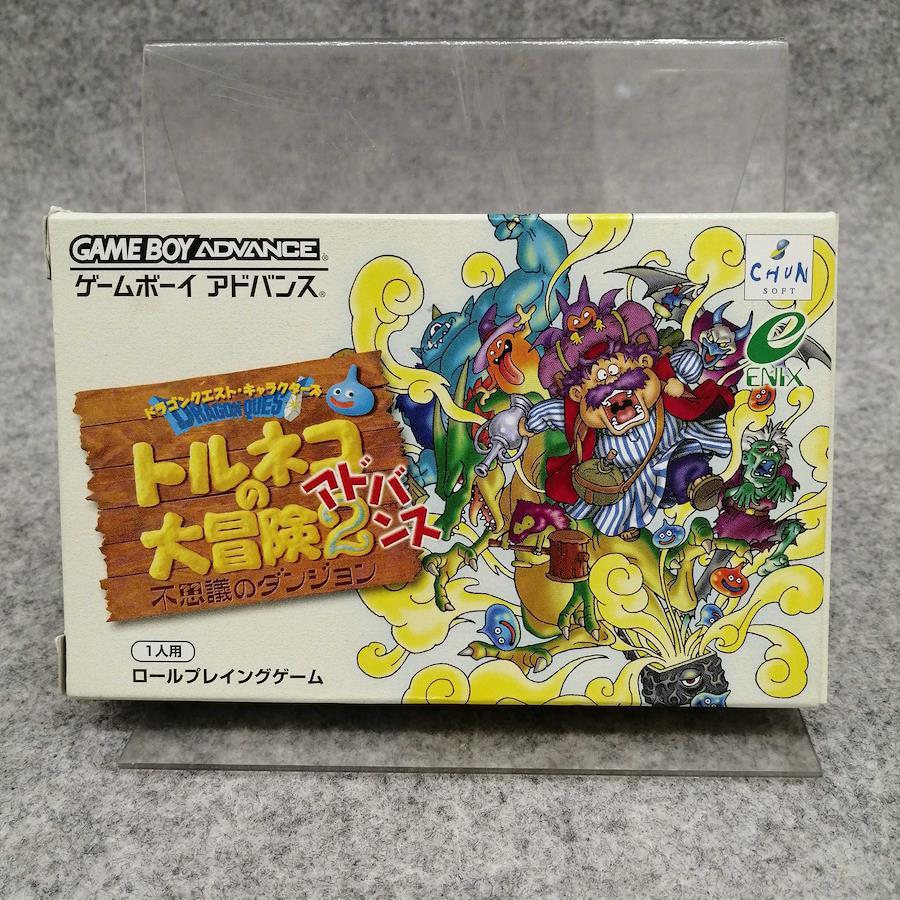 GAME BOY ADVANCE®
ゲームボーイ アドバンス®
ドラゴンクエスト・キャラクターズ
DRAGON QUEST
トルネコ
の
大冒険2
アドバンス
不思議のダンジョン
1人用
ロールプレイングゲーム
CHUN
SOFT
e
ENIX